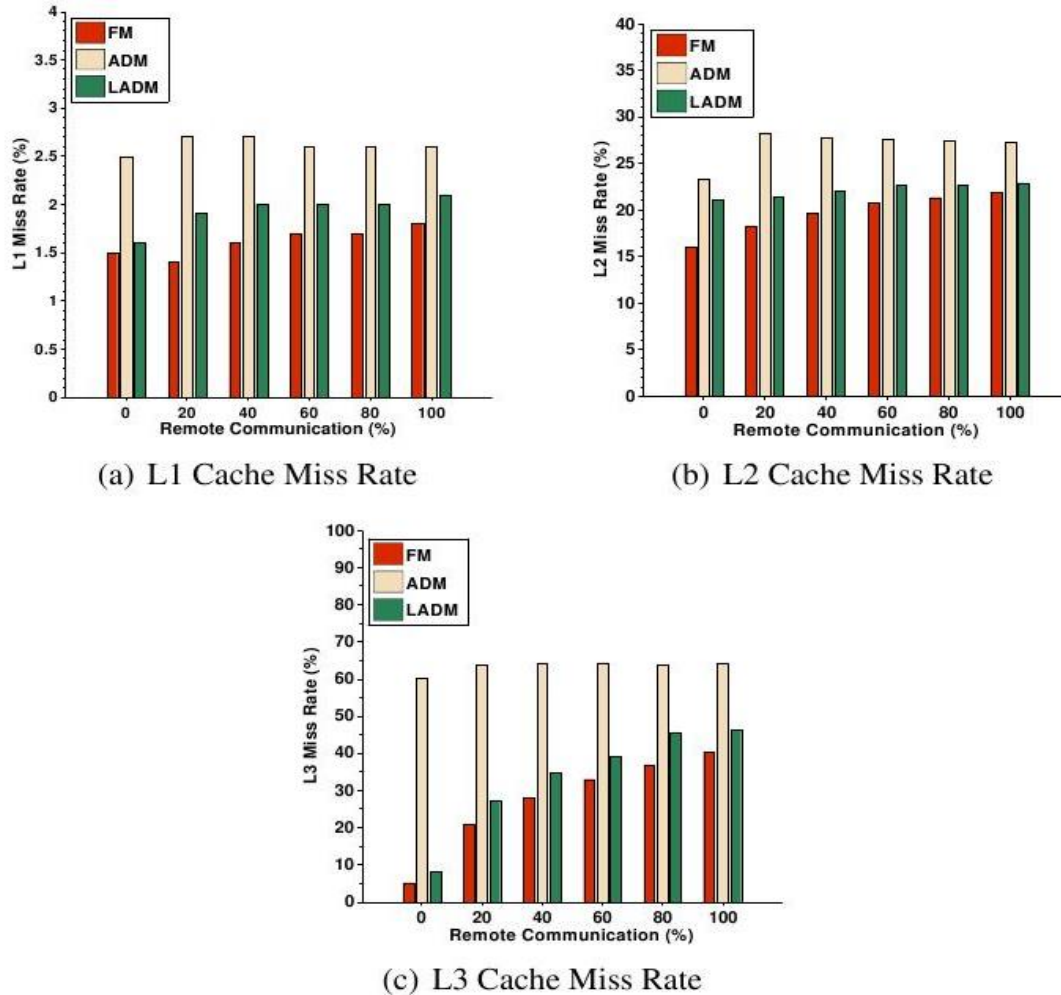 4
3.5
3
2.5
2
1.5
1
0.5
0
L1 Miss Rate (%)
FM
ADM
LADM
0 20 40 60 80 100
Remote Communication (%)
(a) L1 Cache Miss Rate
40
35
30
25
20
15
10
5
0
L2 Miss Rate (%)
FM
ADM
LADM
0 20 40 60 80 100
Remote Communication (%)
(b) L2 Cache Miss Rate
100
90
80
70
60
50
40
30
20
10
0
L3 Miss Rate (%)
FM
ADM
LADM
0 20 40 60 80 100
Remote Communication (%)
(c) L3 Cache Miss Rate